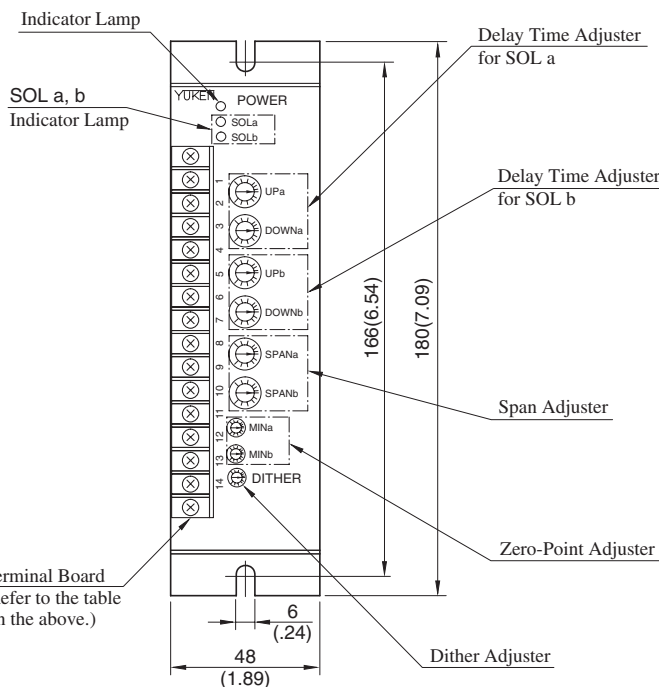 Indicator Lamp
Delay Time Adjuster
for SOL a
SOL a, b
Indicator Lamp
YUKEN
POWER
SOLa
SOLb
Delay Time Adjuster
for SOL b
1
2
3
4
5
6
7
8
9
10
11
12
13
14
UPa
DOWNa
UPb
DOWNb
SPANa
SPANb
MINa
MINb
DITHER
166(6.54)
180(7.09)
Span Adjuster
Zero-Point Adjuster
erminal Board
efer to the table
n the above.)
6
(.24)
48
(1.89)
Dither Adjuster